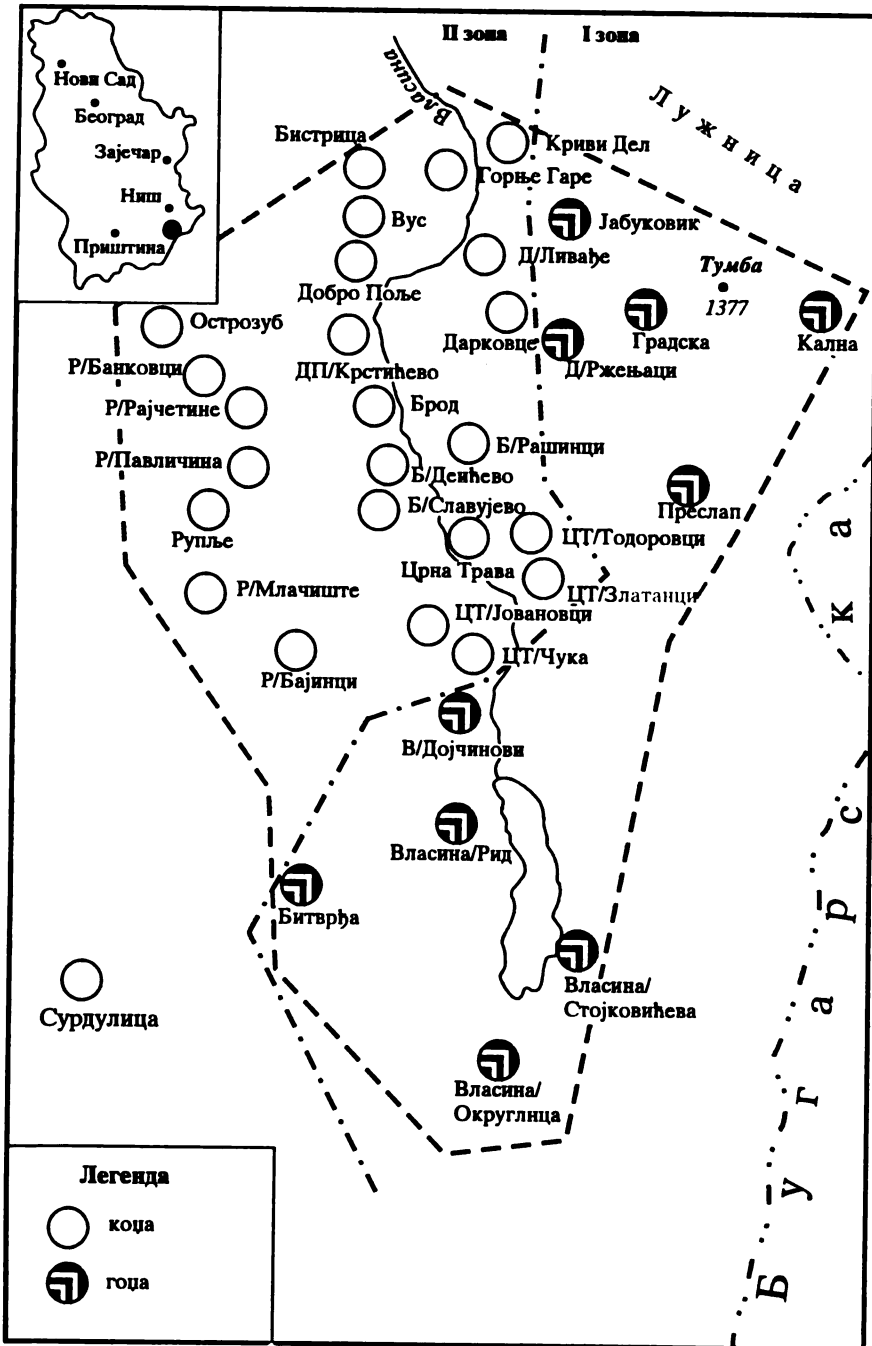 II зона
I зона
Нови Сад
Београд
Зајечар
Ниш
Приштина
Власина
Лужница
Бистрица
Криви Дел
Горње Гаре
Вус
Јабуковик
Д/Ливађе
Тумба
1377
Добро Поље
Острозуб
Дарковце
Градска
Кална
Д/Ржењаци
Р/Банковци
ДП/Крстићево
Р/Рајчетине
Брод
Б/Рашинци
Р/Павличина
Б/Деићево
Преслап
Б/Славујево
Рупље
ЦТ/Тодоровци
Црна Трава
Р/Млачиште
ЦТ/Златанци
ЦТ/Јовановци
ЦТ/Чука
Р/Бајинци
В/Дојчинови
Власина/Рид
Битврђа
Власина/
Стојковићева
Сурдулица
Власина/
Округлица
Бугарска
Легенда
коџа
гоџа